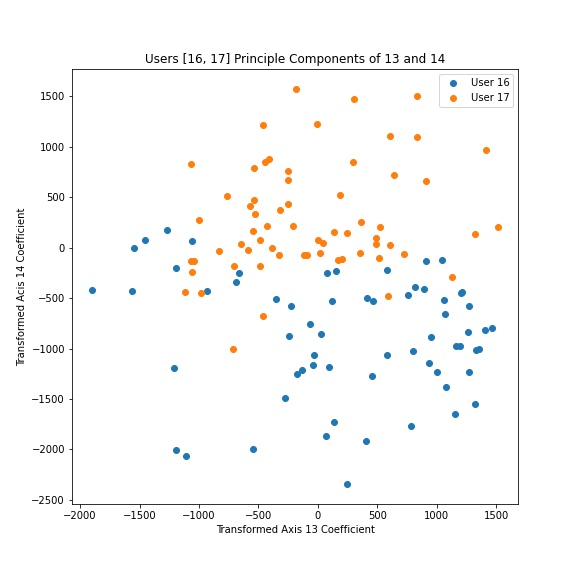 Users [16, 17] Principle Components of 13 and 14
User 16
User 17
Transformed Acis 14 Coefficient
1500
1000
500
0
−500
−1000
−1500
−2000
−2500
−2000 −1500 −1000 −500 0 500 1000 1500
Transformed Axis 13 Coefficient